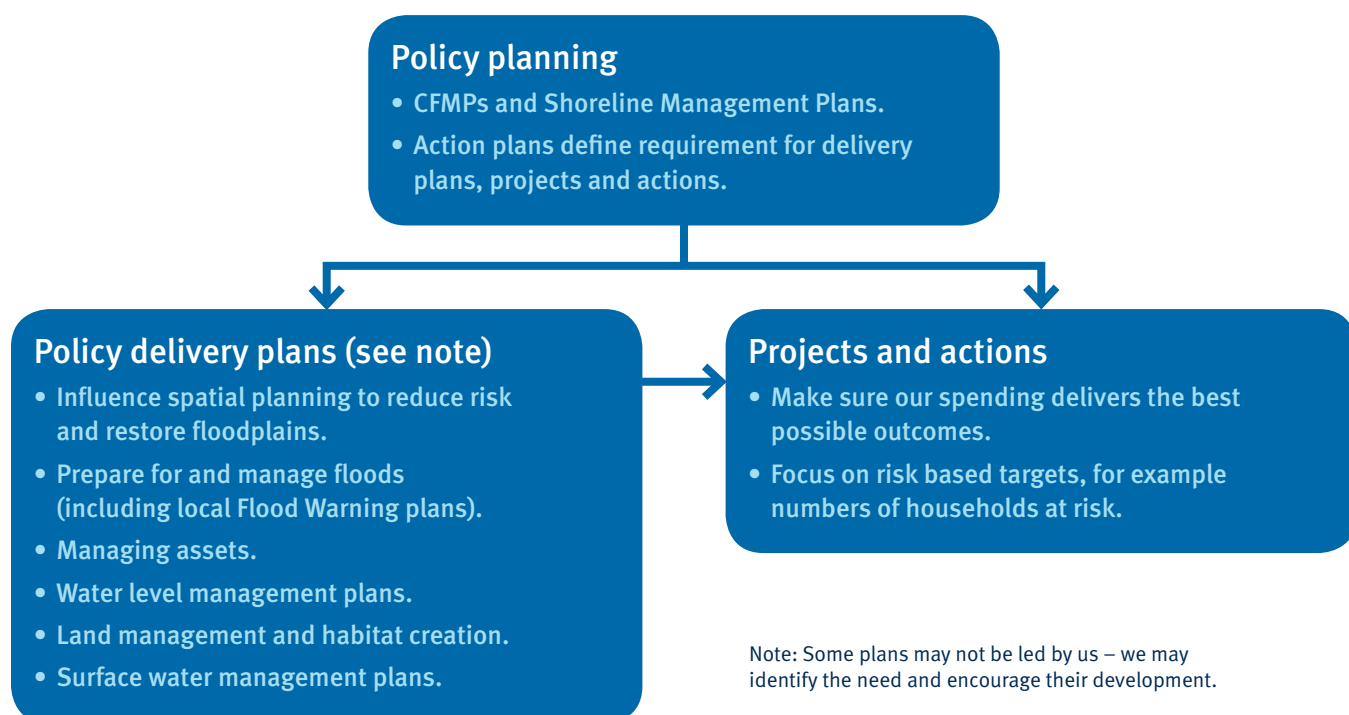 Policy planning
• CFMPs and Shoreline Management Plans.
• Action plans define requirement for delivery
plans, projects and actions.
Policy delivery plans (see note)
• Influence spatial planning to reduce risk
and restore floodplains.
• Prepare for and manage floods
(including local Flood Warning plans).
• Managing assets.
• Water level management plans.
• Land management and habitat creation.
• Surface water management plans.
Projects and actions
• Make sure our spending delivers the best
possible outcomes.
• Focus on risk based targets, for example
numbers of households at risk.
Note: Some plans may not be led by us – we may
identify the need and encourage their development.